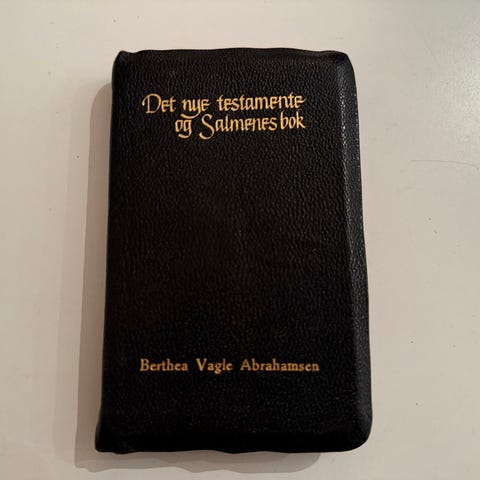 Det nye testamente
og Salmenes bok
Berthea Vagle Abrahamsen